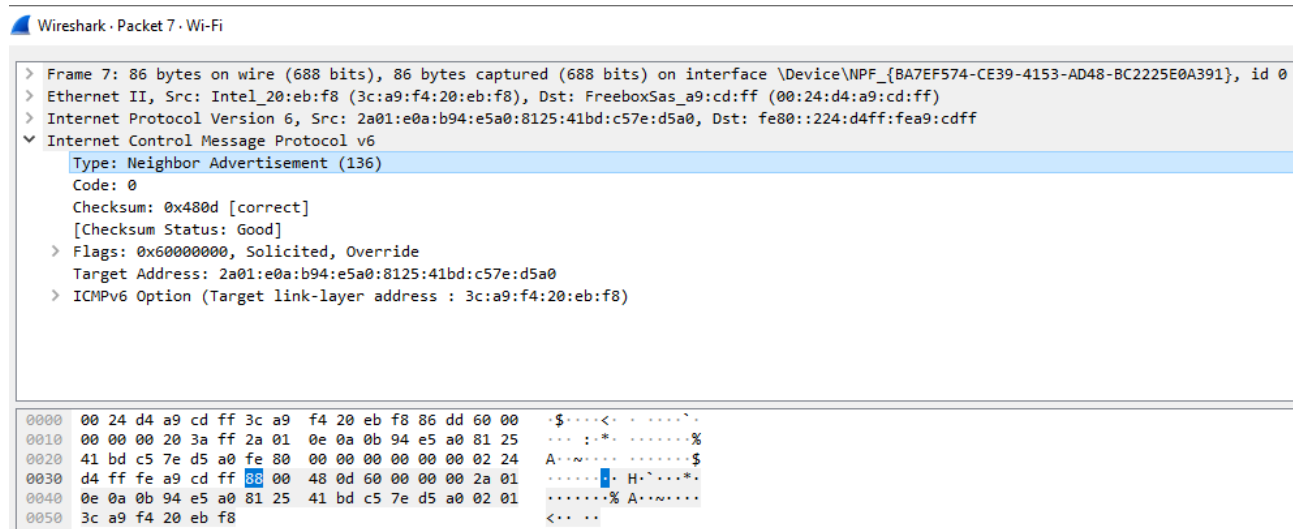 Wireshark · Packet 7 · Wi-Fi
> Frame 7: 86 bytes on wire (688 bits), 86 bytes captured (688 bits) on interface \Device\NPF_{BA7EF574-CE39-4153-AD48-BC2225E0A391}, id 0
> Ethernet II, Src: Intel_20:eb:f8 (3c:a9:f4:20:eb:f8), Dst: FreeboxSas_a9:cd:ff (00:24:d4:a9:cd:ff)
> Internet Protocol Version 6, Src: 2a01:e0a:b94:e5a0:8125:41bd:c57e:d5a0, Dst: fe80::224:d4ff:fea9:cdff
Internet Control Message Protocol v6
Type: Neighbor Advertisement (136)
Code: 0
Checksum: 0x480d [correct]
[Checksum Status: Good]
> Flags: 0x60000000, Solicited, Override
Target Address: 2a01:e0a:b94:e5a0:8125:41bd:c57e:d5a0
> ICMPv6 Option (Target link-layer address : 3c:a9:f4:20:eb:f8)
0000 00 24 d4 a9 cd ff 3c a9 f4 20 eb f8 86 dd 60 00 ·$····<· · ····`·
0010 00 00 00 20 3a ff 2a 01 0e 0a 0b 94 e5 a0 81 25 ··· :·*· ·······%
0020 41 bd c5 7e d5 a0 fe 80 00 00 00 00 00 00 02 24 A··~···· ·······$
0030 d4 ff fe a9 cd ff 88 00 48 0d 60 00 00 00 2a 01 ········ H·`···*·
0040 0e 0a 0b 94 e5 a0 81 25 41 bd c5 7e d5 a0 02 01 ·······% A··~····
0050 3c a9 f4 20 eb f8 <·· ··